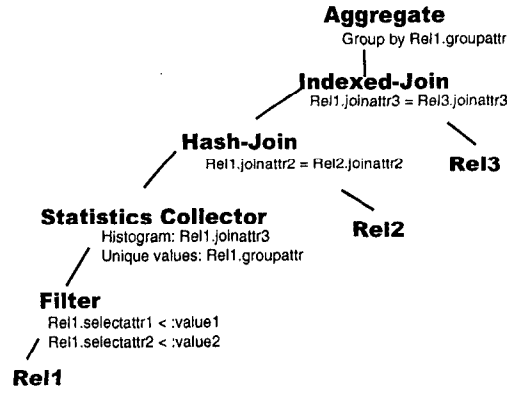 Aggregate
Group by Rel1.groupattr
Indexed-Join
Rel1.joinattr3 = Rel3.joinattr3
Hash-Join
Rel1.joinattr2 = Rel2.joinattr2
Rel3
Statistics Collector
Histogram: Rel1.joinattr3
Unique values: Rel1.groupattr
Rel2
Filter
Rel1.selectattr1 < :value1
Rel1.selectattr2 < :value2
Rel1